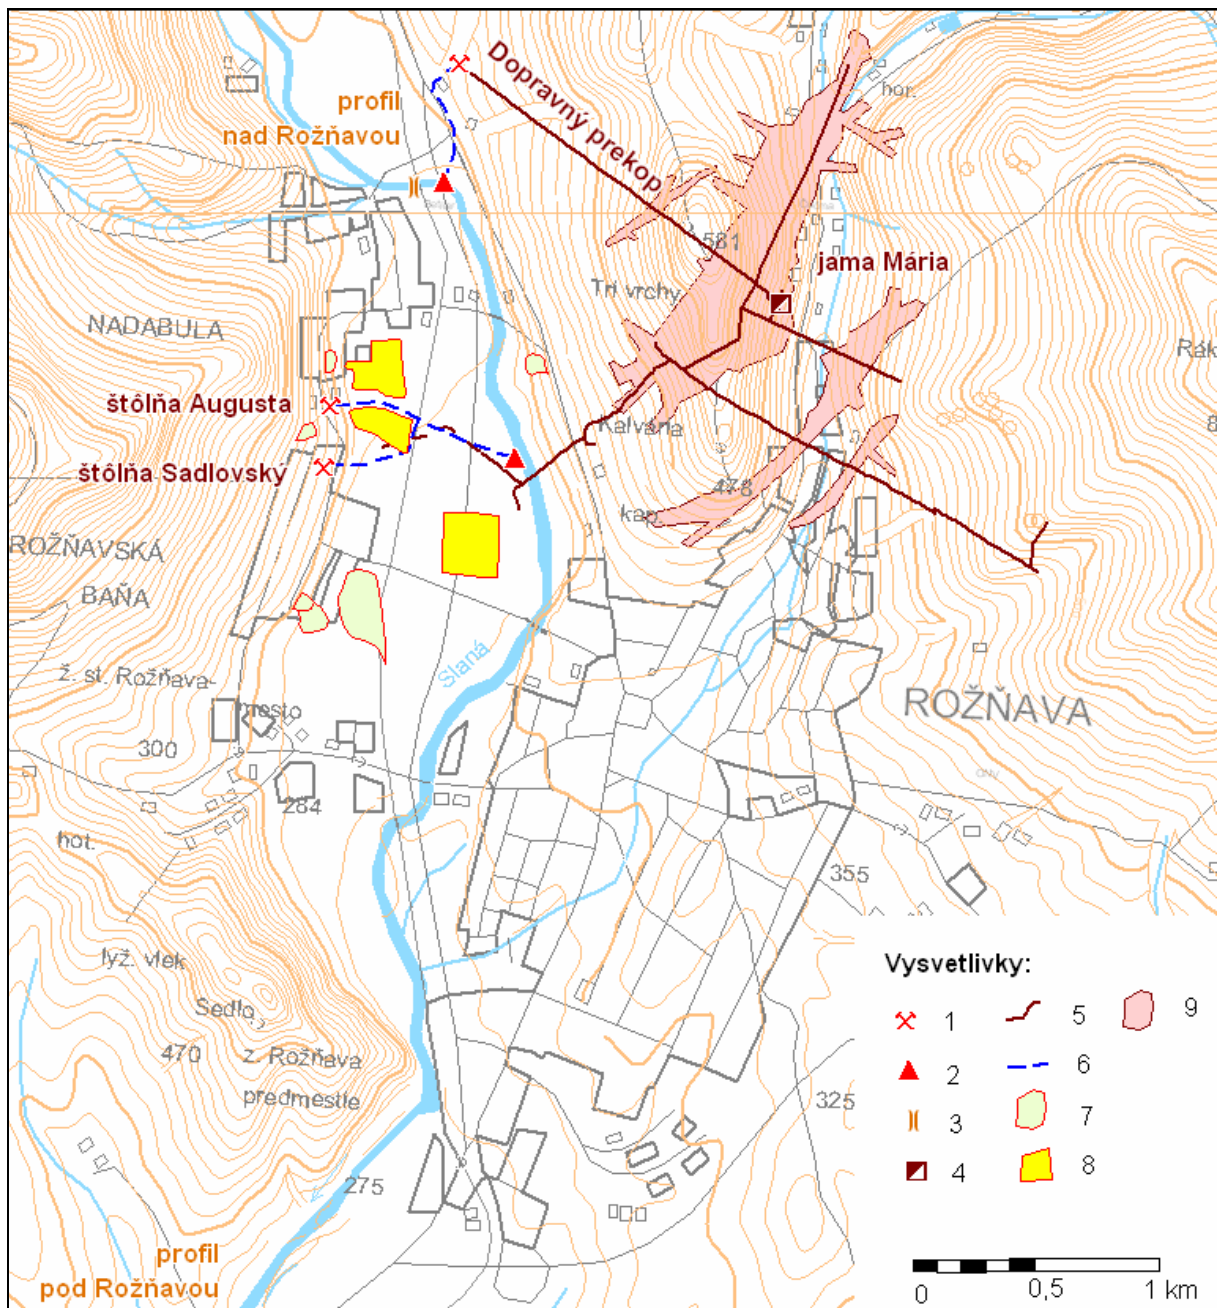 Dopravný prekop
profil
nad Rožňavou
hor.
581
jama Mária
Tri vrchy
NADABULA
Rák
štôlňa Augusta
Kalvária
8
štôlňa Sadlovský
478
kap.
ROŽŇAVSKÁ
BAŇA
Slaná
ž. st. Rožňava-
mesto
ROŽŇAVA
300
284
hot.
355
lyž. vlek
Sedlo
470
z. Rožňava
predmestie
325
275
profil
pod Rožňavou
Vysvetlivky:
1
5
9
2
6
3
7
4
8
0
0,5
1 km